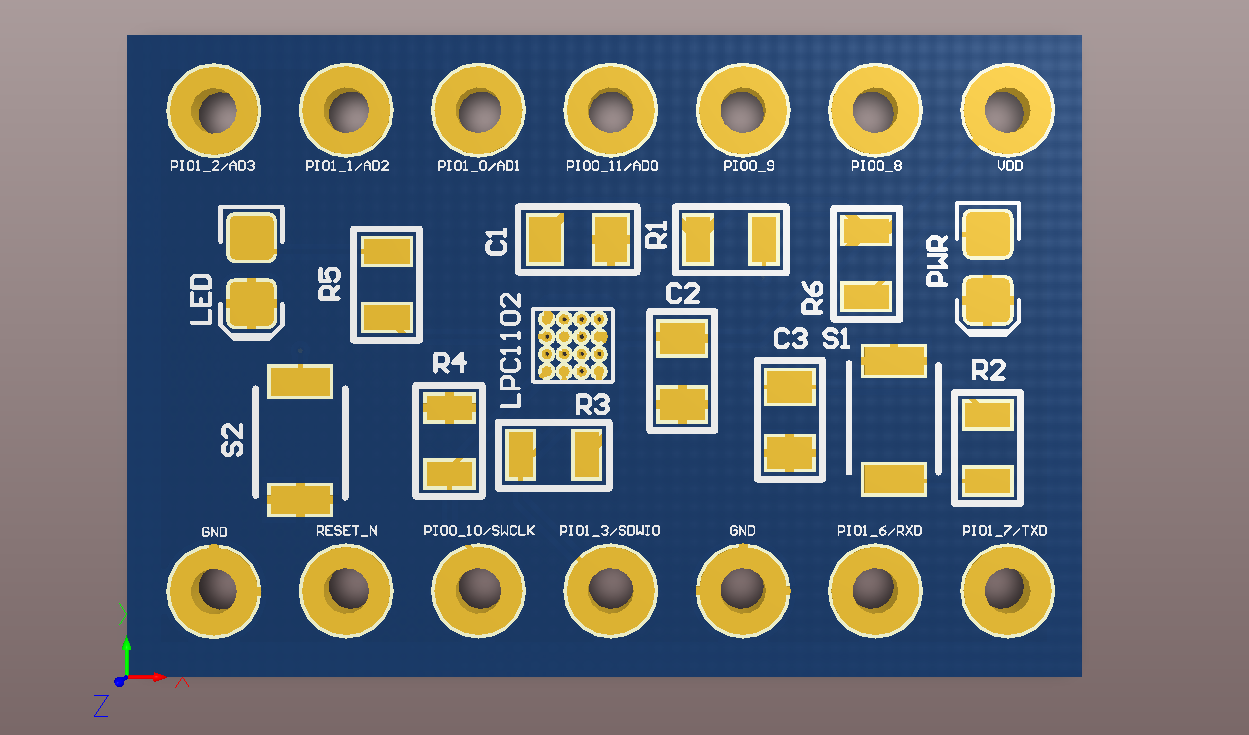 PIO1_2/AD3
PIO1_1/AD2
PIO1_0/AD1
PIO0_11/AD0
PIO0_9
PIO0_8
VDD
LED
R5
C1
R1
C2
R6
PWR
LPC1102
R4
R3
C3
S1
R2
S2
GND
RESET_N
PIO0_10/SWCLK
PIO1_3/SDWIO
GND
PIO1_6/RXD
PIO1_7/TXD
Y
X
Z